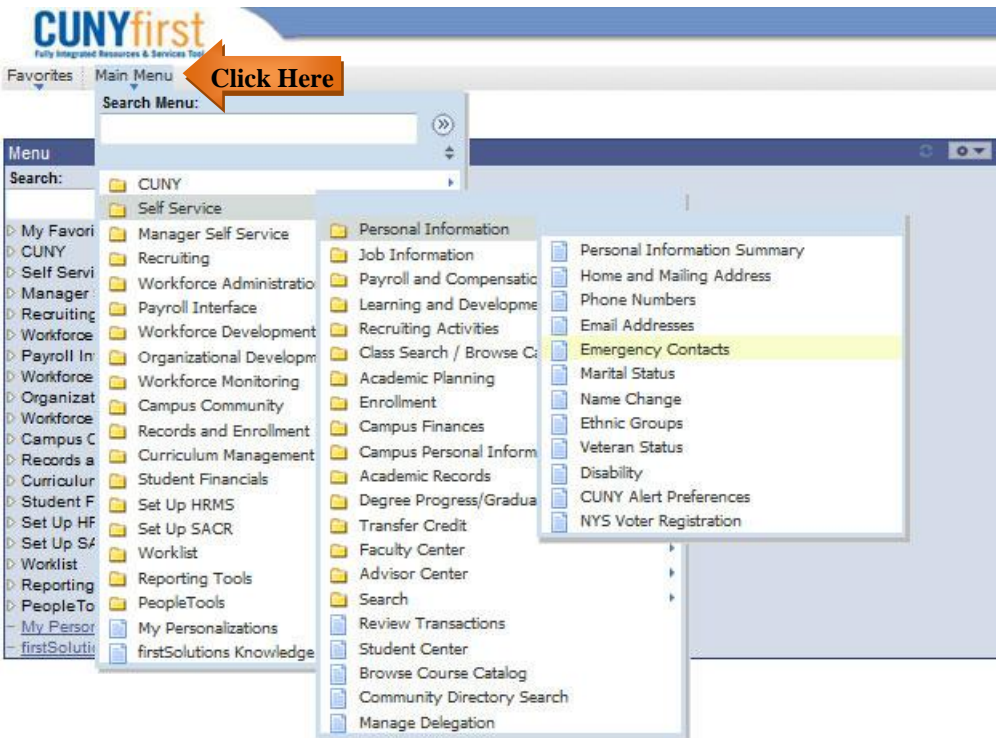 CUNYfirst
Fully Integrated Resources & Services Tool
Favorites
Main Menu
Click Here
Search Menu:
Menu
Search:
My Favori
CUNY
Self Servi
Manager
Recruiting
Workforce
Payroll In
Workforce
Organizat
Workforce
Campus C
Records a
Curriculur
Student F
Set Up HF
Set Up SA
Worklist
Reporting
PeopleTo
My Person
firstSolutio
CUNY
Self Service
Manager Self Service
Recruiting
Workforce Administratio
Payroll Interface
Workforce Development
Organizational Developm
Workforce Monitoring
Campus Community
Records and Enrollment
Curriculum Management
Student Financials
Set Up HRMS
Set Up SACR
Worklist
Reporting Tools
PeopleTools
My Personalizations
firstSolutions Knowledge
Personal Information
Job Information
Payroll and Compensatio
Learning and Developme
Recruiting Activities
Class Search / Browse Ca
Academic Planning
Enrollment
Campus Finances
Campus Personal Inform
Academic Records
Degree Progress/Gradua
Transfer Credit
Faculty Center
Advisor Center
Search
Review Transactions
Student Center
Browse Course Catalog
Community Directory Search
Manage Delegation
Personal Information Summary
Home and Mailing Address
Phone Numbers
Email Addresses
Emergency Contacts
Marital Status
Name Change
Ethnic Groups
Veteran Status
Disability
CUNY Alert Preferences
NYS Voter Registration